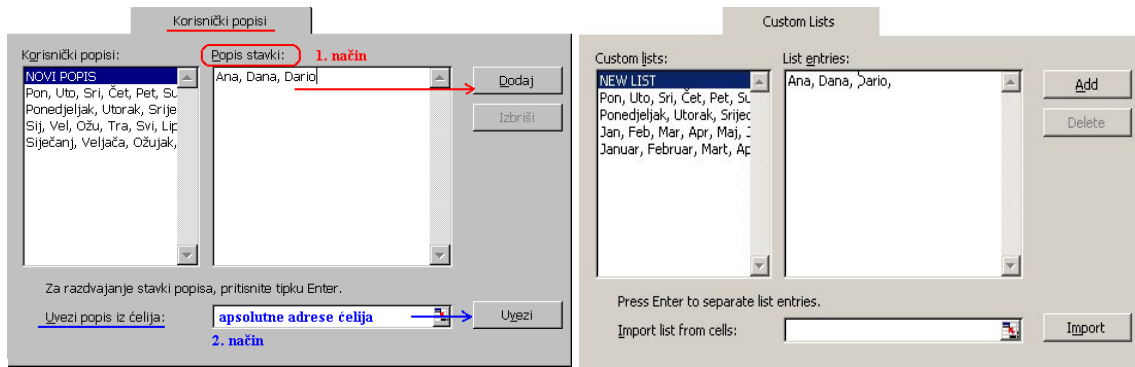 Korisnički popisi
Korisnički popisi:
Popis stavki:
1. način
NOVI POPIS
Pon, Uto, Sri, Čet, Pet, Su
Ponedjeljak, Utorak, Srije
Sij, Vel, Ožu, Tra, Svi, Lip
Siječanj, Veljača, Ožujak,
Ana, Dana, Dario
Dodaj
Izbriši
Za razdvajanje stavki popisa, pritisnite tipku Enter.
Uvezi popis iz ćelija:
apsolutne adrese ćelija
Uvezi
2. način
Custom Lists
Custom lists:
List entries:
NEW LIST
Pon, Uto, Sri, Čet, Pet, Su
Ponedjeljak, Utorak, Srijed
Jan, Feb, Mar, Apr, Maj, J
Januar, Februar, Mart, Ap
Ana, Dana, Dario,
Add
Delete
Press Enter to separate list entries.
Import list from cells:
Import